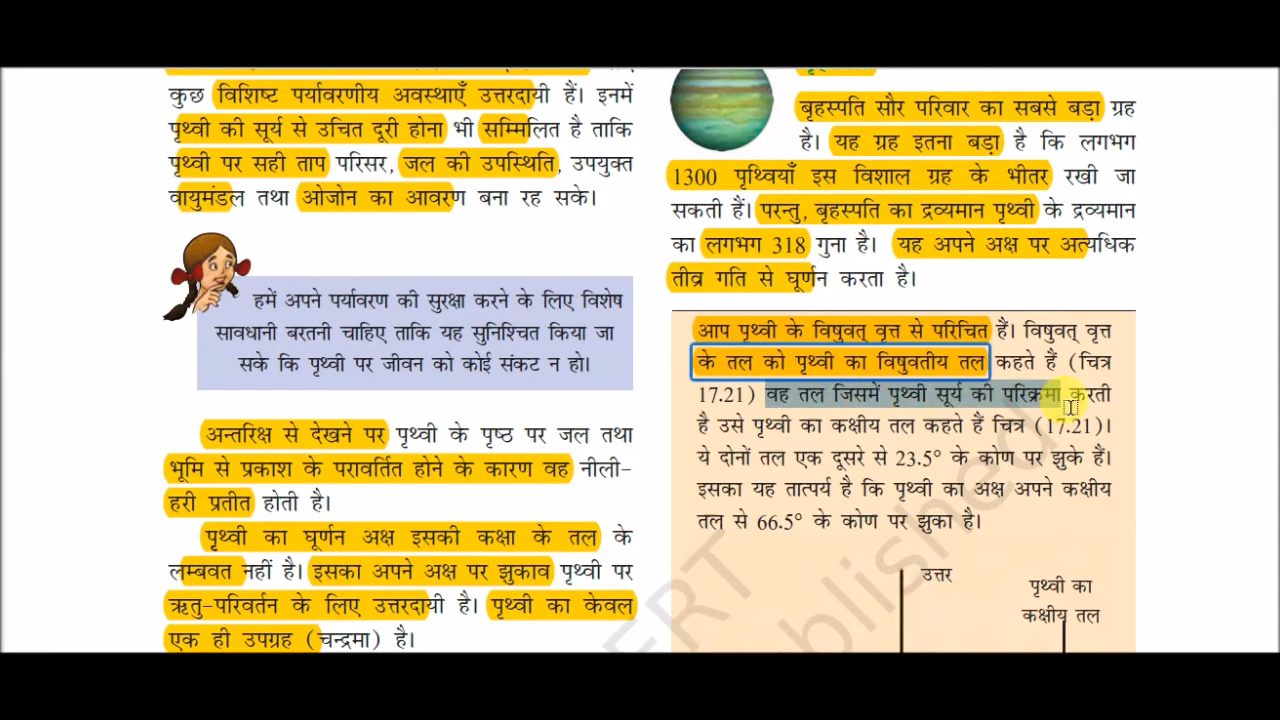 कुछ विशिष्ट पर्यावरणीय अवस्थाएँ उत्तरदायी हैं। इनमें
पृथ्वी की सूर्य से उचित दूरी होना भी सम्मिलित है ताकि
पृथ्वी पर सही ताप परिसर, जल की उपस्थिति, उपयुक्त
वायुमंडल तथा ओजोन का आवरण बना रह सके।
हमें अपने पर्यावरण की सुरक्षा करने के लिए विशेष
सावधानी बरतनी चाहिए ताकि यह सुनिश्चित किया जा
सके कि पृथ्वी पर जीवन को कोई संकट न हो।
अन्तरिक्ष से देखने पर पृथ्वी के पृष्ठ पर जल तथा
भूमि से प्रकाश के परावर्तित होने के कारण वह नीली-
हरी प्रतीत होती है।
पृथ्वी का घूर्णन अक्ष इसकी कक्षा के तल के
लम्बवत नहीं है। इसका अपने अक्ष पर झुकाव पृथ्वी पर
ऋतु-परिवर्तन के लिए उत्तरदायी है। पृथ्वी का केवल
एक ही उपग्रह (चन्द्रमा) है।
बृहस्पति सौर परिवार का सबसे बड़ा ग्रह
है। यह ग्रह इतना बड़ा है कि लगभग
1300 पृथ्वियाँ इस विशाल ग्रह के भीतर रखी जा
सकती हैं। परन्तु, बृहस्पति का द्रव्यमान पृथ्वी के द्रव्यमान
का लगभग 318 गुना है। यह अपने अक्ष पर अत्यधिक
तीव्र गति से घूर्णन करता है।
आप पृथ्वी के विषुवत् वृत्त से परिचित हैं। विषुवत् वृत्त
के तल को पृथ्वी का विषुवतीय तल कहते हैं (चित्र
17.21) वह तल जिसमें पृथ्वी सूर्य की परिक्रमा करती
है उसे पृथ्वी का कक्षीय तल कहते हैं चित्र (17.21)।
ये दोनों तल एक दूसरे से 23.5° के कोण पर झुके हैं।
इसका यह तात्पर्य है कि पृथ्वी का अक्ष अपने कक्षीय
तल से 66.5° के कोण पर झुका है।
उत्तर
पृथ्वी का
कक्षीय तल